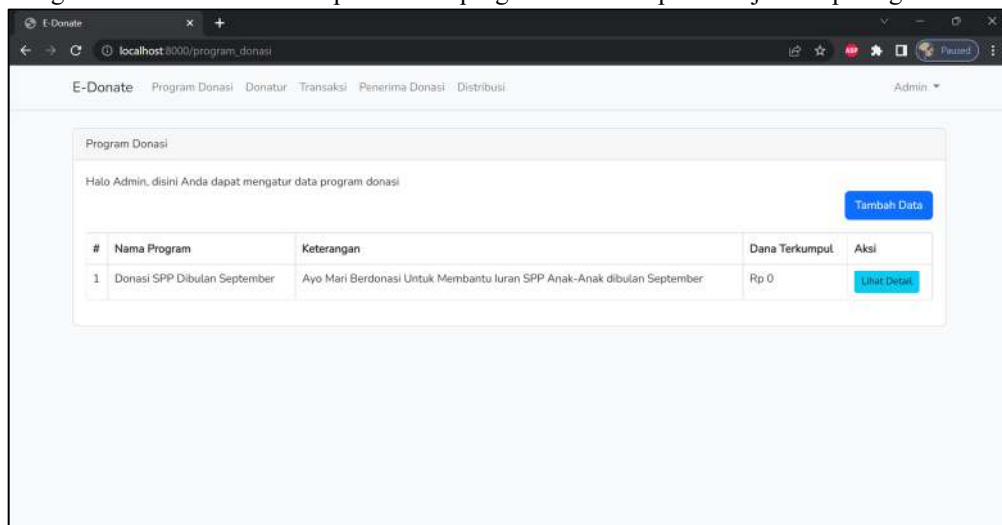 E-Donate
localhost:8000/program_donasi
Paused
E-Donate Program Donasi Donatur Transaksi Penerima Donasi Distribusi Admin
Program Donasi
Halo Admin, disini Anda dapat mengatur data program donasi
Tambah Data
# Nama Program Keterangan Dana Terkumpul Aksi
1 Donasi SPP Dibulan September Ayo Mari Berdonasi Untuk Membantu Iuran SPP Anak-Anak dibulan September Rp 0 Lihat Detail